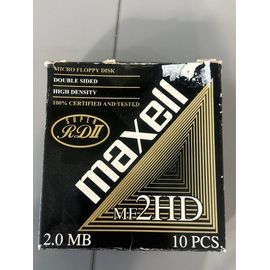 MICRO FLOPPY DISK
DOUBLE SIDED
HIGH DENSITY
100% CERTIFIED AND TESTED
SUPER
RDII
maxell
MF2HD
2.0 MB
10 PCS.